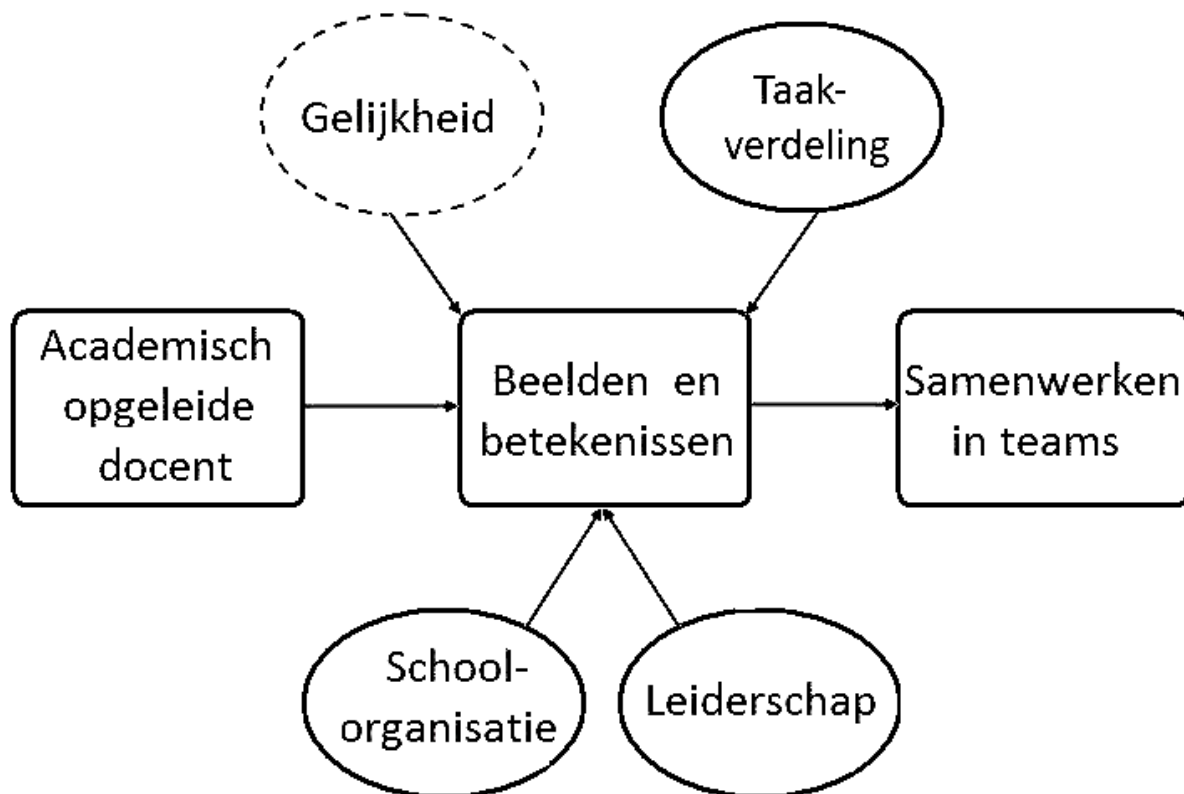 Gelijkheid
Taak-
verdeling
Academisch
opgeleide
docent
Beelden en
betekenissen
Samenwerken
in teams
School-
organisatie
Leiderschap